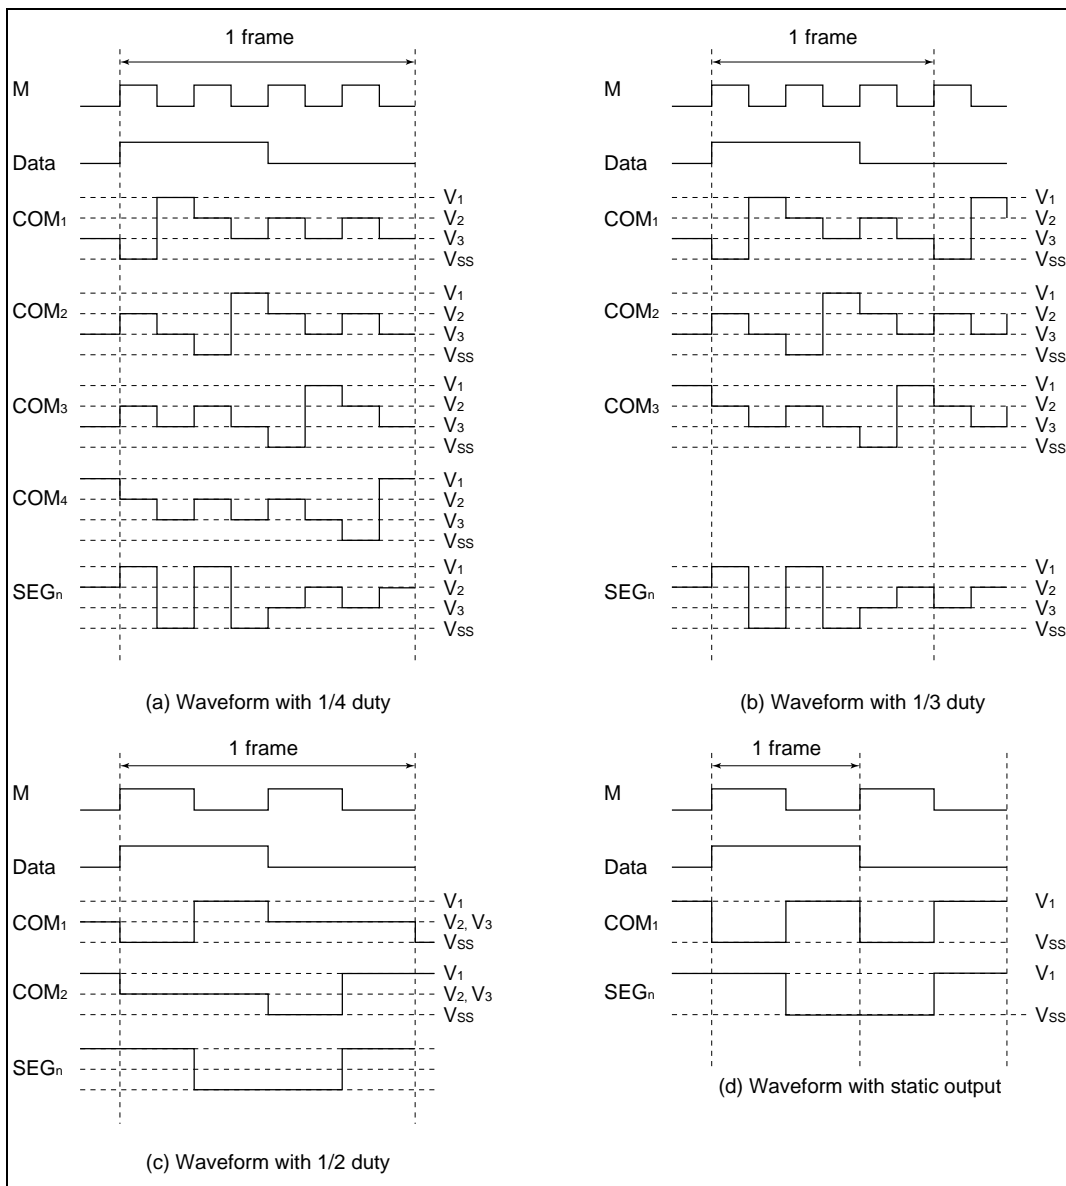 1 frame
M
Data
COM1
V1
V2
V3
VSS
COM2
V1
V2
V3
VSS
COM3
V1
V2
V3
VSS
COM4
V1
V2
V3
VSS
SEGn
V1
V2
V3
VSS
(a) Waveform with 1/4 duty
1 frame
M
Data
COM1
V1
V2
V3
VSS
COM2
V1
V2
V3
VSS
COM3
V1
V2
V3
VSS
SEGn
V1
V2
V3
VSS
(b) Waveform with 1/3 duty
1 frame
M
Data
COM1
V1
V2, V3
VSS
COM2
V1
V2, V3
VSS
SEGn
(c) Waveform with 1/2 duty
1 frame
M
Data
COM1
V1
VSS
SEGn
V1
VSS
(d) Waveform with static output